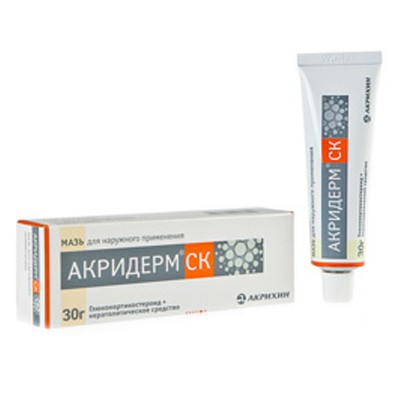 МАЗЬ для наружного применения
АКРИДЕРМ® СК
30г
Глюкокортикостероид +
кератолитическое средство
АКРИХИН
МАЗЬ для наружного применения
АКРИДЕРМ® СК
30г
Глюкокортикостероид +
кератолитическое средство
АКРИХИН